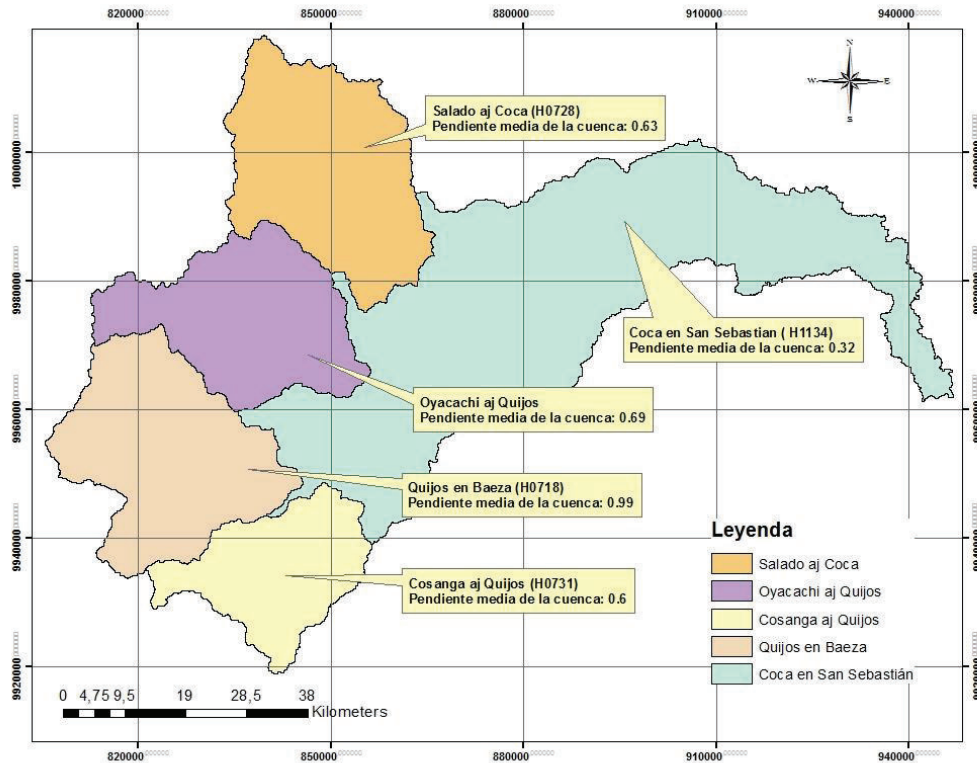 820000 850000 880000 910000 940000
N
W E
S
Salado aj Coca (H0728)
Pendiente media de la cuenca: 0.63
10000000 10000000
9980000 9980000
Coca en San Sebastian ( H1134)
Pendiente media de la cuenca: 0.32
Oyacachi aj Quijos
Pendiente media de la cuenca: 0.69
9960000 9960000
Quijos en Baeza (H0718)
Pendiente media de la cuenca: 0.99
9940000 9940000
Cosanga aj Quijos (H0731)
Pendiente media de la cuenca: 0.6
Leyenda
Salado aj Coca
Oyacachi aj Quijos
Cosanga aj Quijos
Quijos en Baeza
Coca en San Sebastián
9920000 9920000
0 4,75 9,5 19 28,5 38
Kilometers
820000 850000 880000 910000 940000